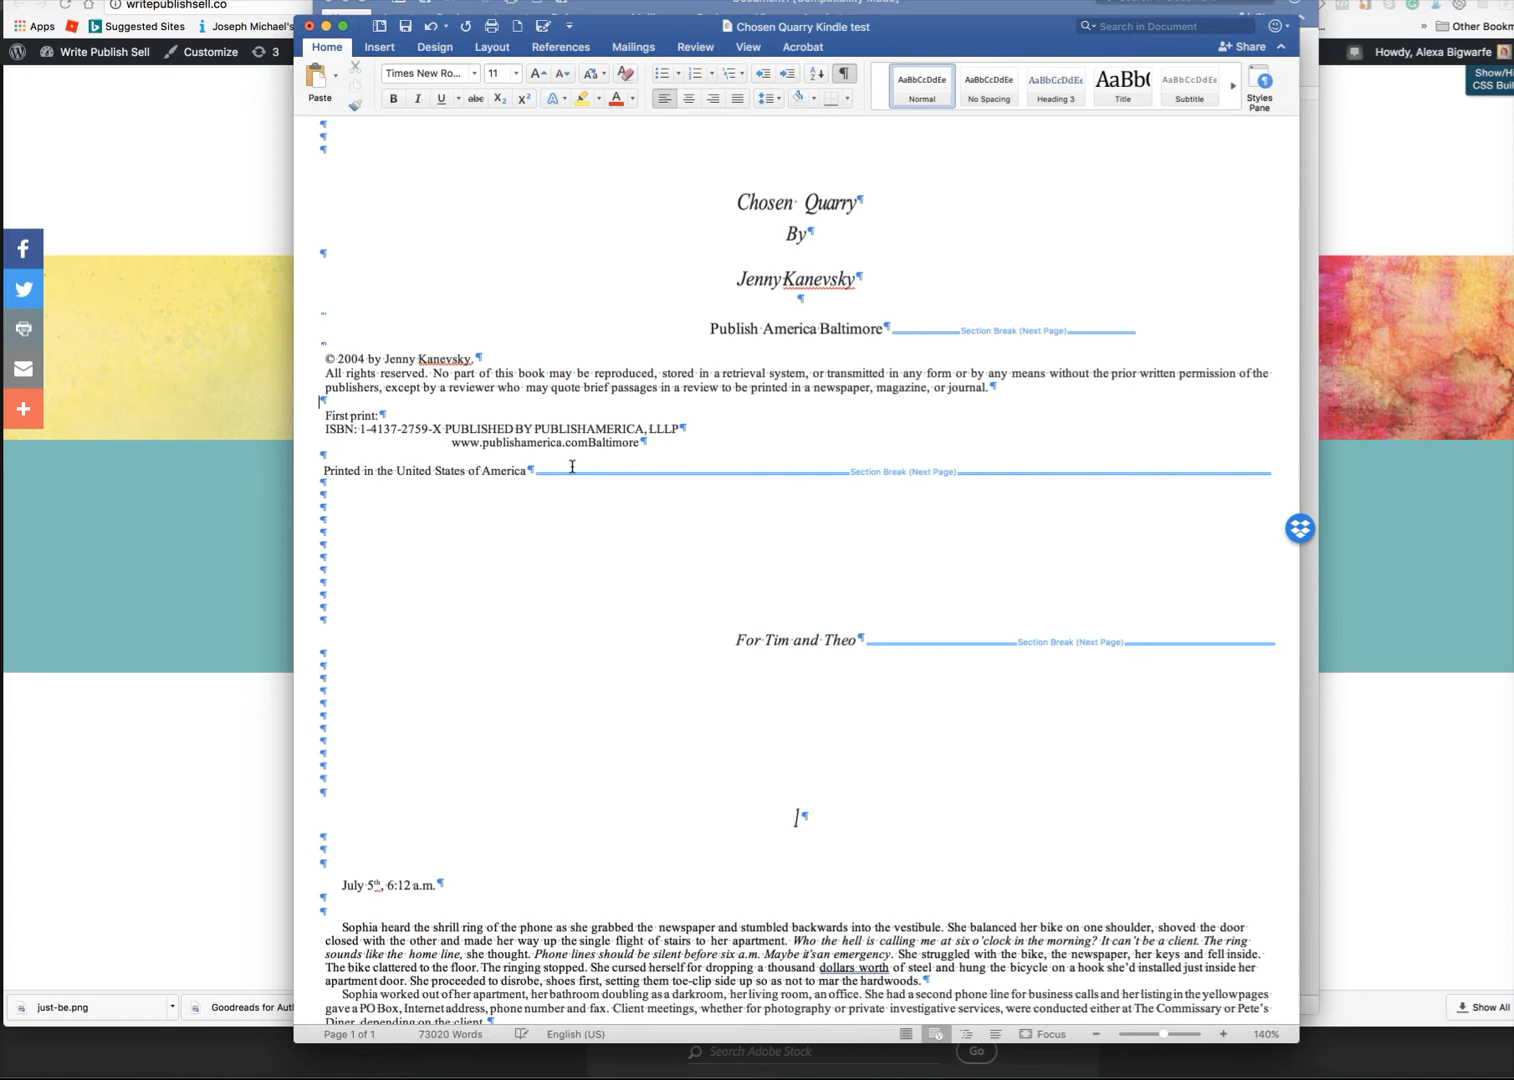 writepublishsell.co
Document1 [Compatibility Mode]
Chosen Quarry Kindle test
Search in Document
Apps
Suggested Sites
Joseph Michael's
Other Bookm
Home
Insert
Design
Layout
References
Mailings
Review
View
Acrobat
Share
Write Publish Sell
Customize
3
Howdy, Alexa Bigwarfe
Show/Hi
CSS Buil
Paste
Times New Ro...
11
AaBbCcDdEe
AaBbCcDdEe
AaBbCcDdEe
AaBb(
AaBbCcDdEe
Normal
No Spacing
Heading 3
Title
Subtitle
Styles
Pane
Chosen Quarry
By
Jenny Kanevsky
Publish America Baltimore
Section Break (Next Page)
© 2004 by Jenny Kanevsky.
All rights reserved. No part of this book may be reproduced, stored in a retrieval system, or transmitted in any form or by any means without the prior written permission of the
publishers, except by a reviewer who may quote brief passages in a review to be printed in a newspaper, magazine, or journal.
First print:
ISBN: 1-4137-2759-X PUBLISHED BY PUBLISHAMERICA, LLLP
www.publishamerica.comBaltimore
Printed in the United States of America
Section Break (Next Page)
For Tim and Theo
Section Break (Next Page)
1
July 5th, 6:12 a.m.
Sophia heard the shrill ring of the phone as she grabbed the newspaper and stumbled backwards into the vestibule. She balanced her bike on one shoulder, shoved the door
closed with the other and made her way up the single flight of stairs to her apartment. Who the hell is calling me at six o'clock in the morning? It can't be a client. The ring
sounds like the home line, she thought. Phone lines should be silent before six a.m. Maybe it'san emergency. She struggled with the bike, the newspaper, her keys and fell inside.
The bike clattered to the floor. The ringing stopped. She cursed herself for dropping a thousand dollars worth of steel and hung the bicycle on a hook she'd installed just inside her
apartment door. She proceeded to disrobe, shoes first, setting them toe-clip side up so as not to mar the hardwoods.
Sophia worked out of her apartment, her bathroom doubling as a darkroom, her living room, an office. She had a second phone line for business calls and her listing in the yellowpages
gave a PO Box, Internet address, phone number and fax. Client meetings, whether for photography or private investigative services, were conducted either at The Commissary or Pete's
Diner, depending on the client.
just-be.png
Goodreads for Aut
Show All
Page 1 of 1
73020 Words
English (US)
Focus
140%
Search Adobe Stock
Go